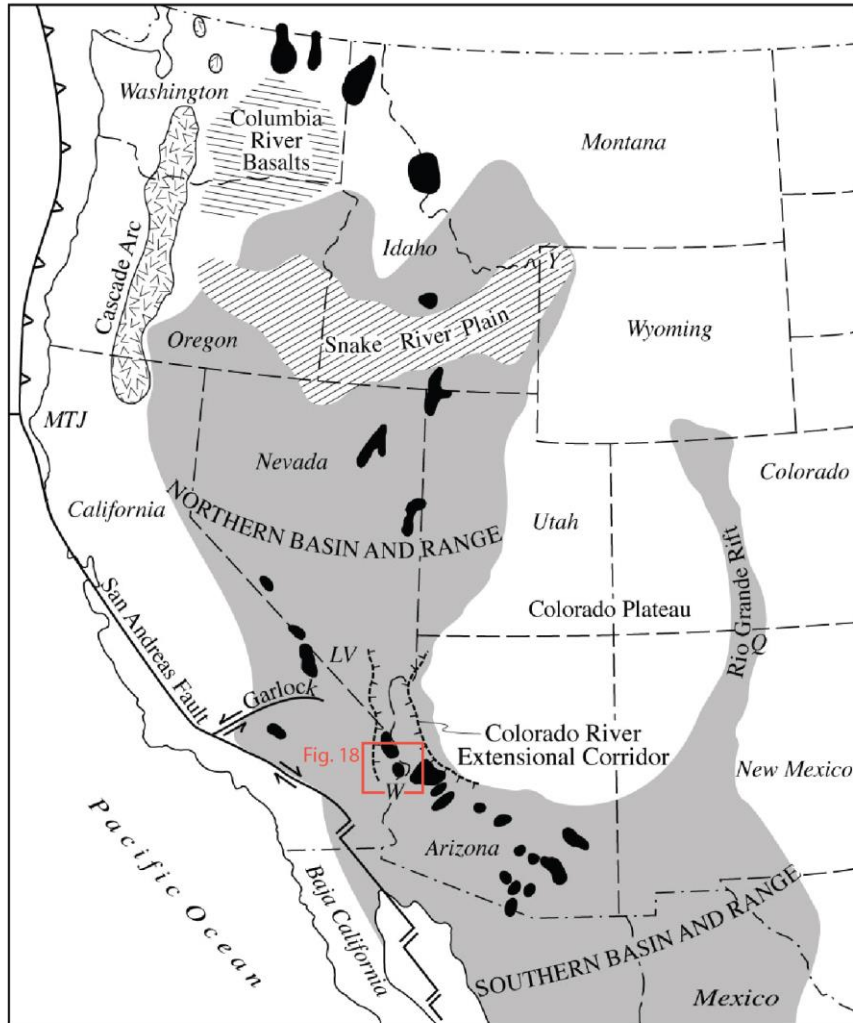 Washington
Columbia
River
Basalts
Montana
Cascade Arc
Idaho
Y
Oregon
Snake River Plain
Wyoming
MTJ
Nevada
Colorado
California
NORTHERN BASIN AND RANGE
Utah
San Andreas Fault
Colorado Plateau
Rio Grande Rift
Q
LV
Garlock
Colorado River
Extensional Corridor
Fig. 18
W
New Mexico
Pacific Ocean
Arizona
Baja California
SOUTHERN BASIN AND RANGE
Mexico